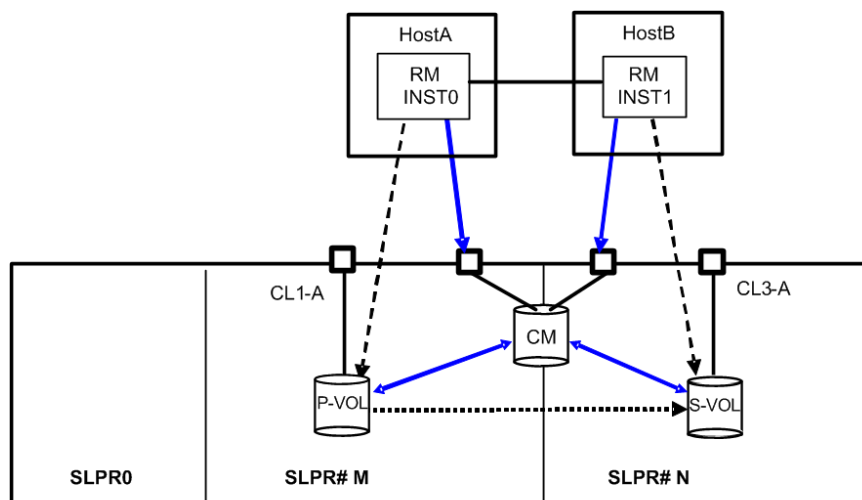 HostA
HostB
RM
INST0
RM
INST1
CL1-A
CL3-A
CM
P-VOL
S-VOL
SLPR0
SLPR# M
SLPR# N